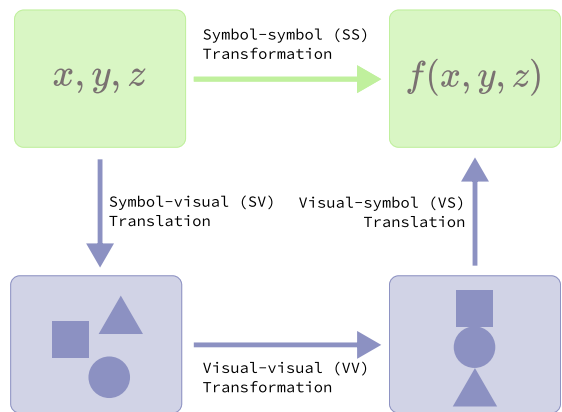 Symbol-symbol (SS)
Transformation
x, y, z
f(x, y, z)
Symbol-visual (SV)
Translation
Visual-symbol (VS)
Translation
Visual-visual (VV)
Transformation